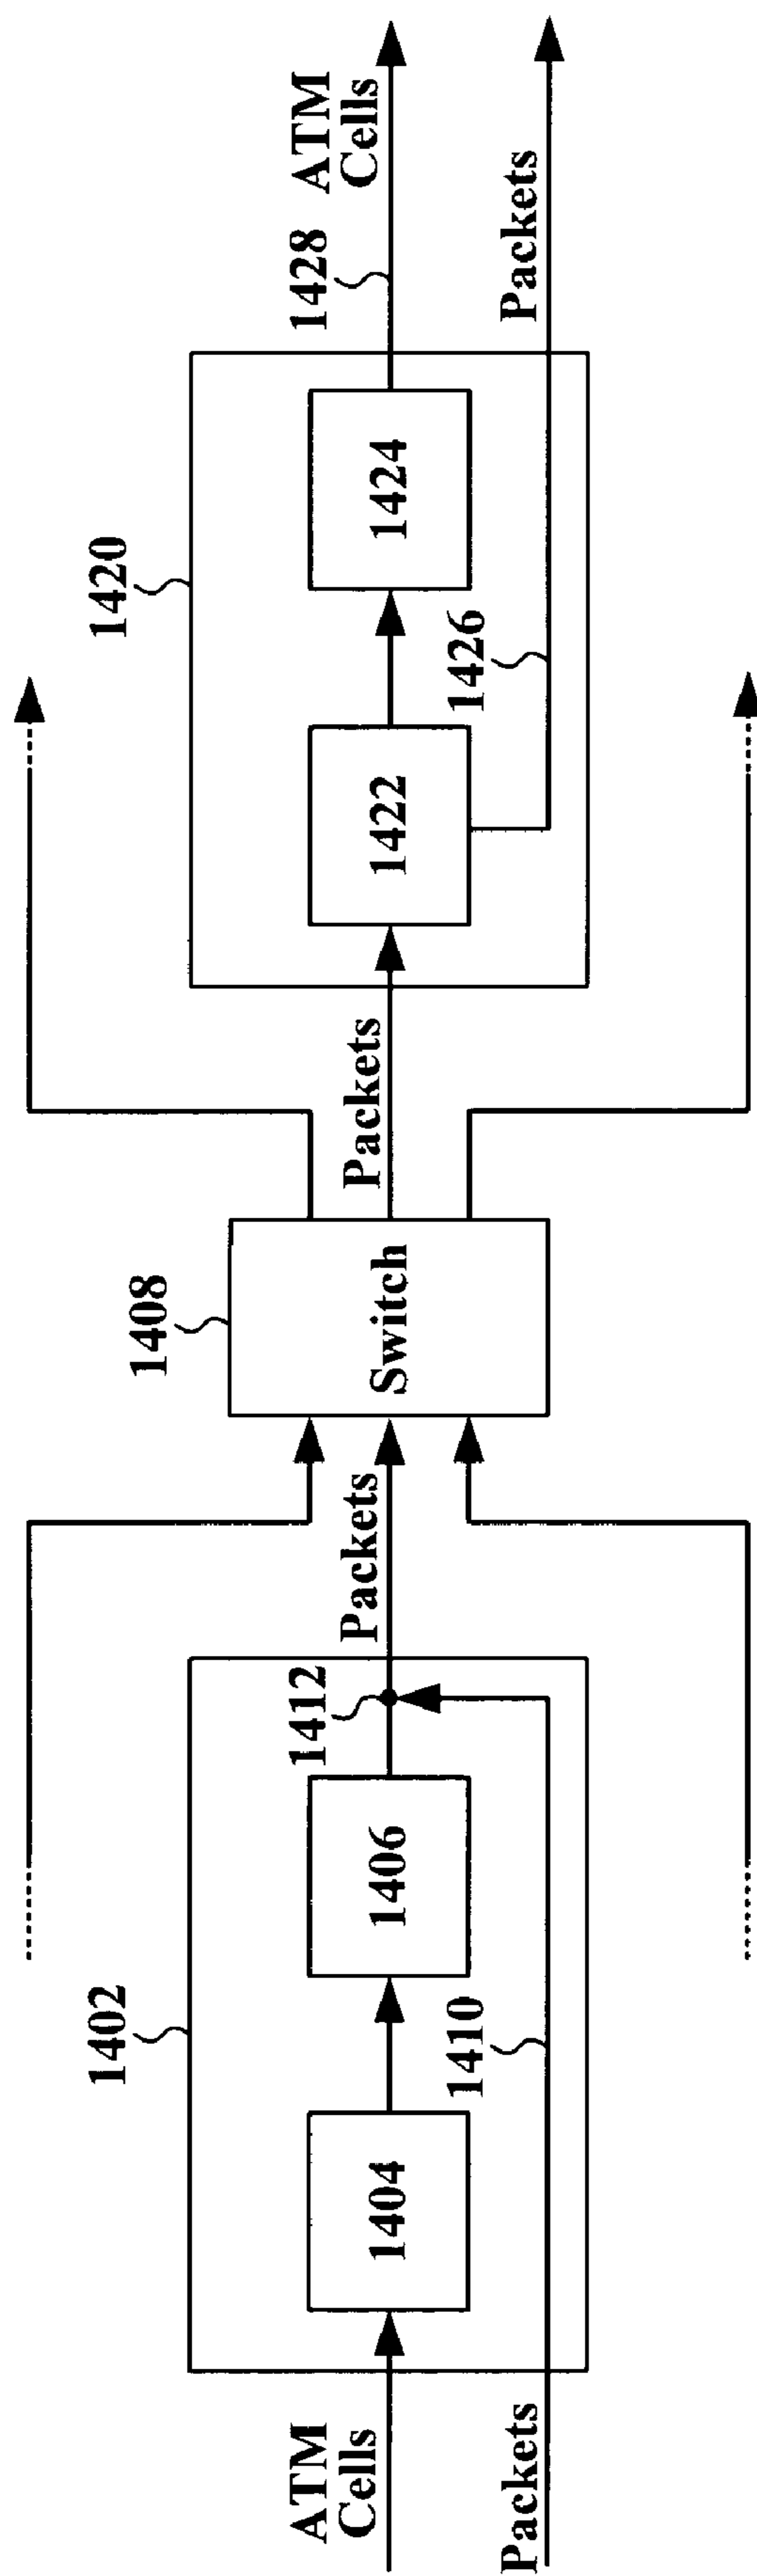 ATM
Cells
Packets
1402
1404
1406
1410
1412
Packets
1408
Switch
Packets
1420
1422
1424
1426
1428
ATM
Cells
Packets